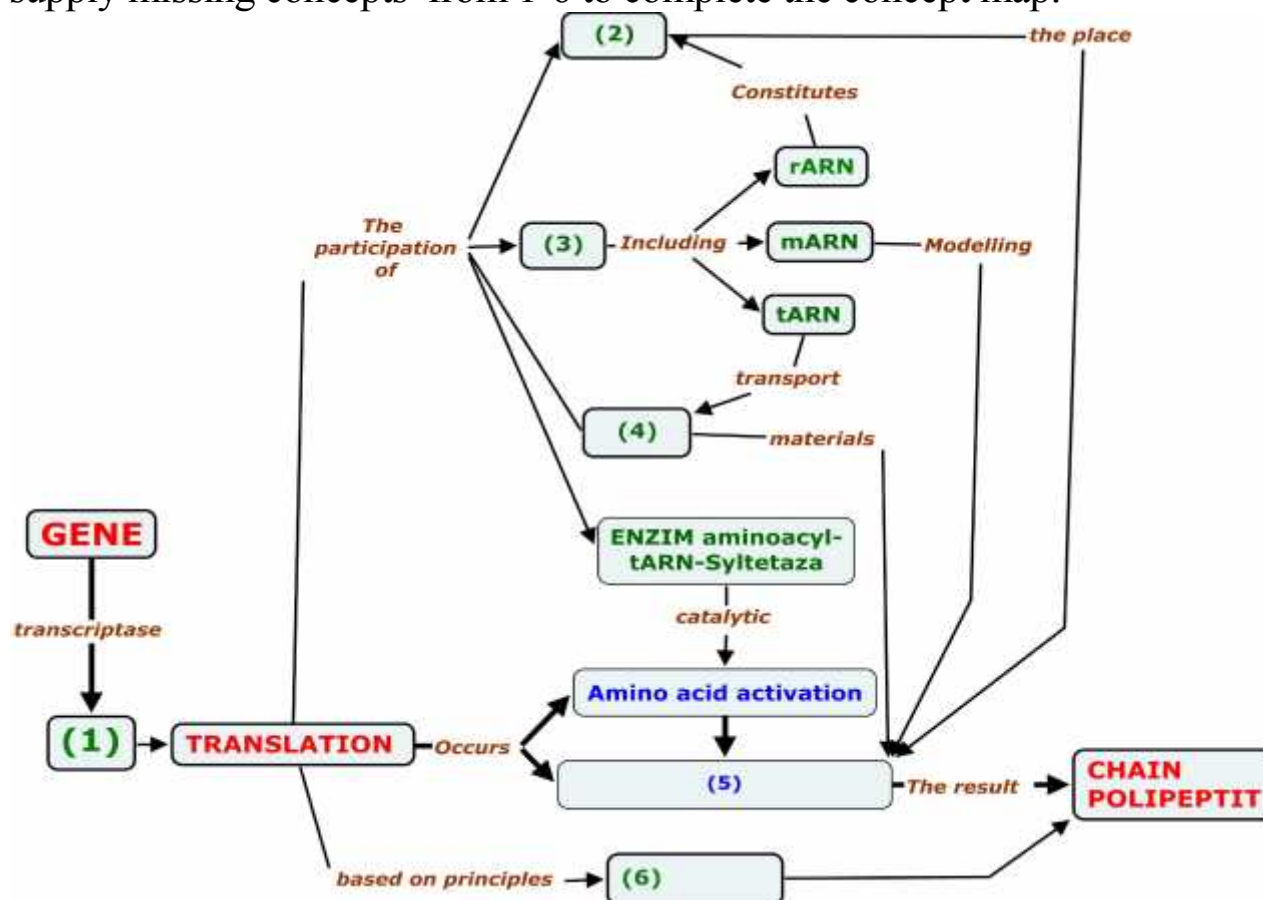 supply missing concepts from 1-6 to complete the concept map.
(2)
the place
Constitutes
rARN
The
participation
of
(3)
Including
mARN
Modelling
tARN
transport
(4)
materials
GENE
ENZIM aminoacyl-
tARN-Syltetaza
transcriptase
catalytic
Amino acid activation
(1)
TRANSLATION
Occurs
(5)
The result
CHAIN
POLIPEPTIT
based on principles
(6)